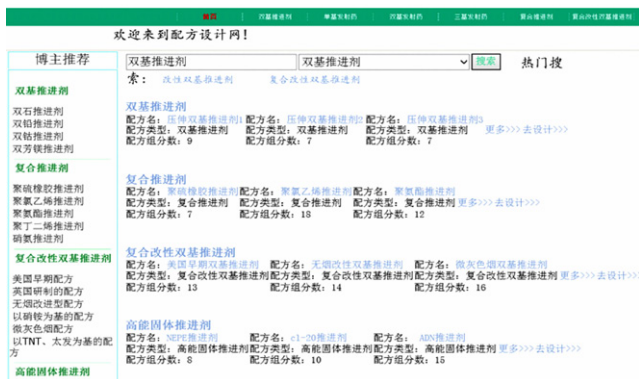 首页 双基推进剂 单基发射药 双基发射药 三基发射药 复合推进剂 复合改性双基推进剂
欢迎来到配方设计网!
博主推荐
双基推进剂
双石推进剂
双铅推进剂
双钴推进剂
双芳镁推进剂
复合推进剂
聚硫橡胶推进剂
聚氯乙烯推进剂
聚氨酯推进剂
聚丁二烯推进剂
硝氨推进剂
复合改性双基推进剂
美国早期配方
英国研制的配方
无烟改进型配方
以硝铵为基的配方
微灰色烟配方
以TNT、太发为基的配
方
高能固体推进剂
双基推进剂 双基推进剂 搜索 热门搜
索: 改性双基推进剂 复合改性双基推进剂
双基推进剂
配方名: 压伸双基推进剂1 配方名: 压伸双基推进剂2 配方名: 压伸双基推进剂3
配方类型: 双基推进剂 配方类型: 双基推进剂 配方类型: 双基推进剂 更多>>> 去设计>>>
配方组分数: 9 配方组分数: 7 配方组分数: 7
复合推进剂
配方名: 聚硫橡胶推进剂 配方名: 聚氯乙烯推进剂 配方名: 聚氨酯推进剂
配方类型: 复合推进剂 配方类型: 复合推进剂 配方类型: 复合推进剂 更多>>> 去设计>>>
配方组分数: 7 配方组分数: 18 配方组分数: 12
复合改性双基推进剂
配方名: 美国早期双基推进剂 配方名: 无烟改性双基推进剂 配方名: 微灰色烟双基推进剂
配方类型: 复合改性双基推进剂 配方类型: 复合改性双基推进剂 配方类型: 复合改性双基推进剂 更多>>> 去设计>>>
配方组分数: 13 配方组分数: 14 配方组分数: 16
高能固体推进剂
配方名: NEPE推进剂 配方名: cl-20推进剂 配方名: ADN推进剂
配方类型: 高能固体推进剂 配方类型: 高能固体推进剂 配方类型: 高能固体推进剂 更多>>> 去设计>>>
配方组分数: 8 配方组分数: 10 配方组分数: 15